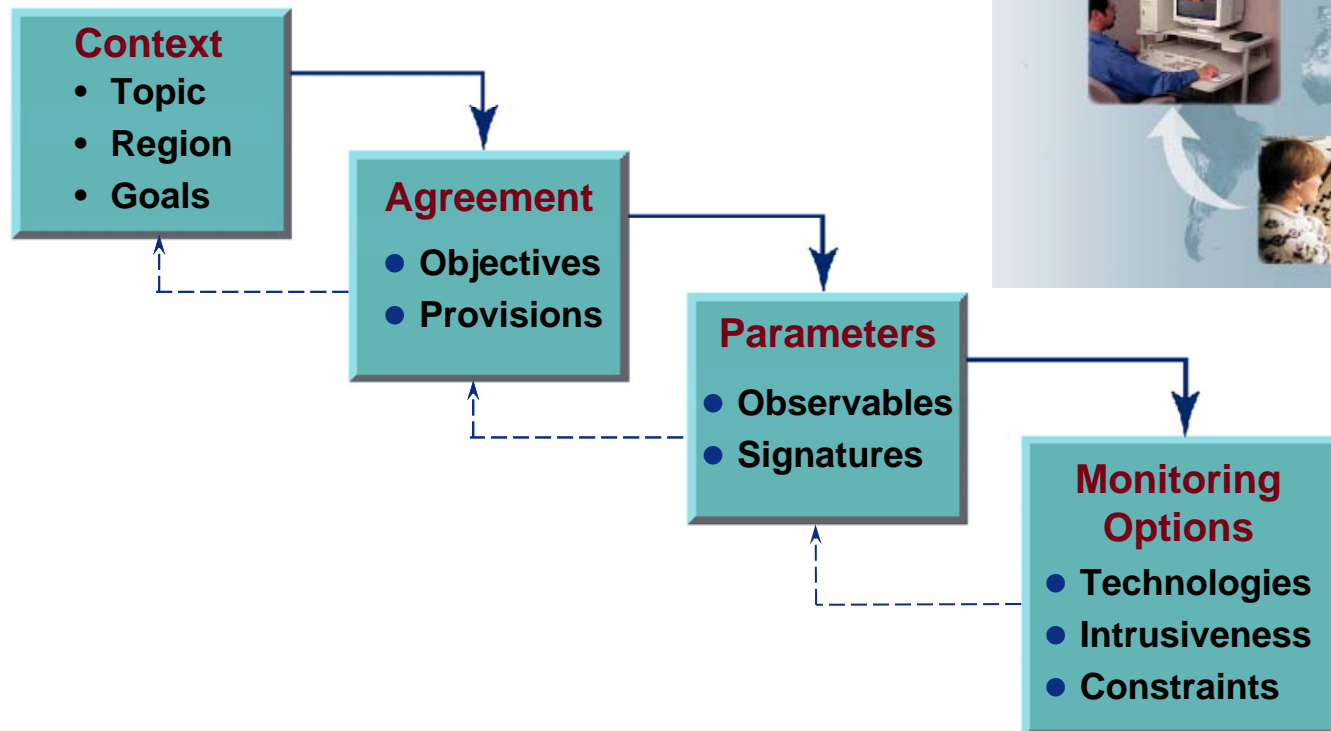 Context
• Topic
• Region
• Goals
Agreement
● Objectives
● Provisions
Parameters
● Observables
● Signatures
Monitoring
Options
● Technologies
● Intrusiveness
● Constraints